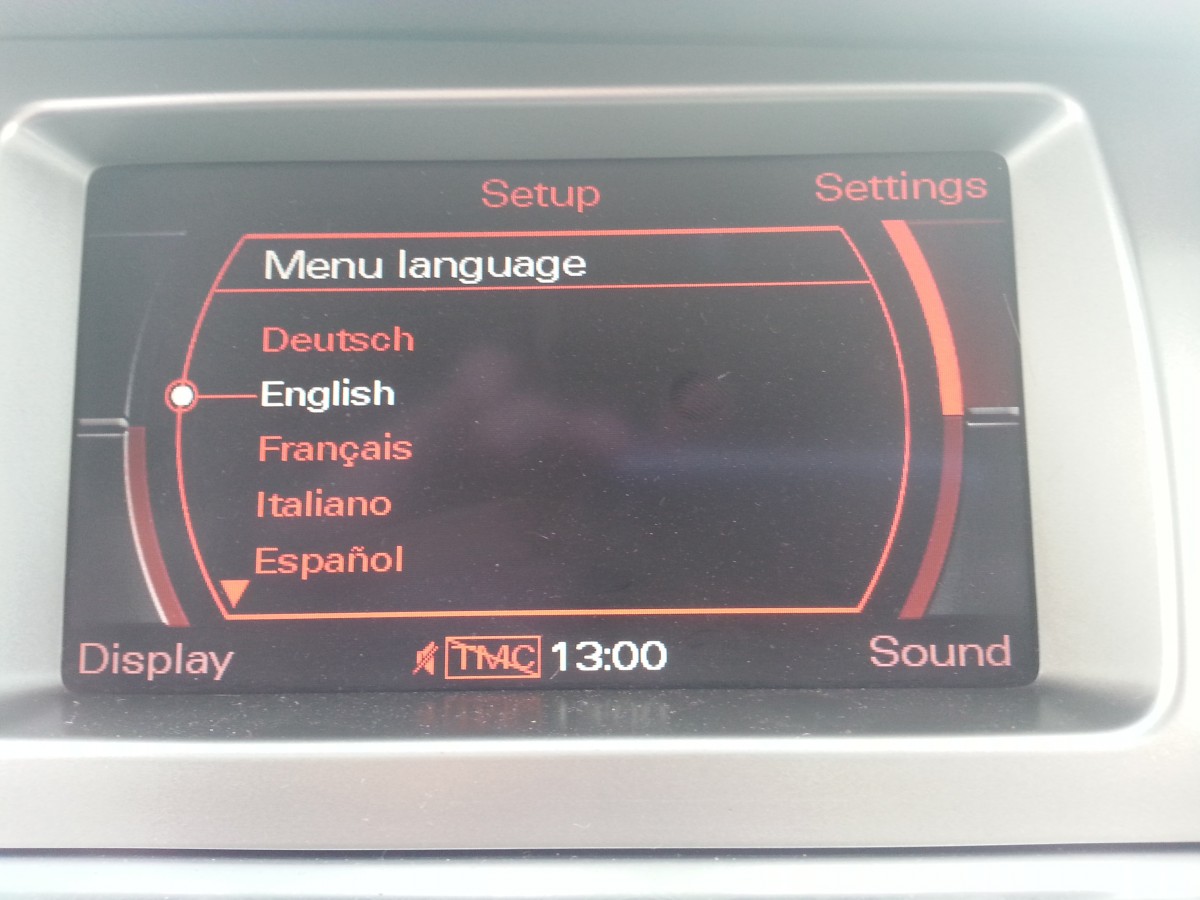 Setup
Settings
Menu language
Deutsch
English
Français
Italiano
Español
Display
TMC 13:00
Sound